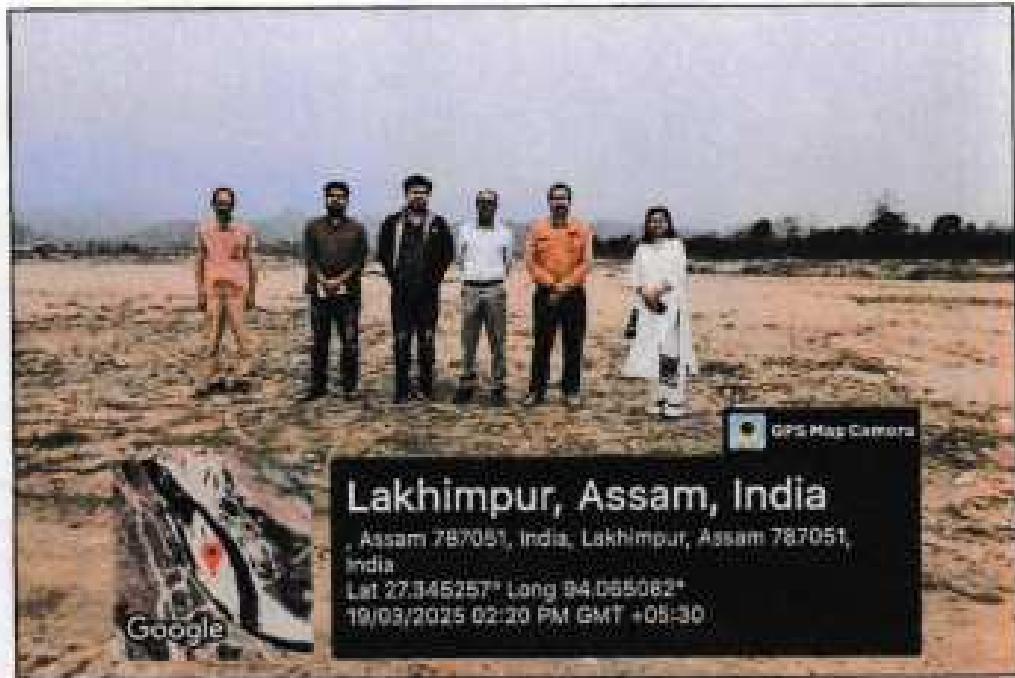 GPS Map Camera
Lakhimpur, Assam, India
, Assam 787051, India, Lakhimpur, Assam 787051,
India
Lat 27.345257° Long 94.065082°
19/03/2025 02:20 PM GMT +05:30
Google